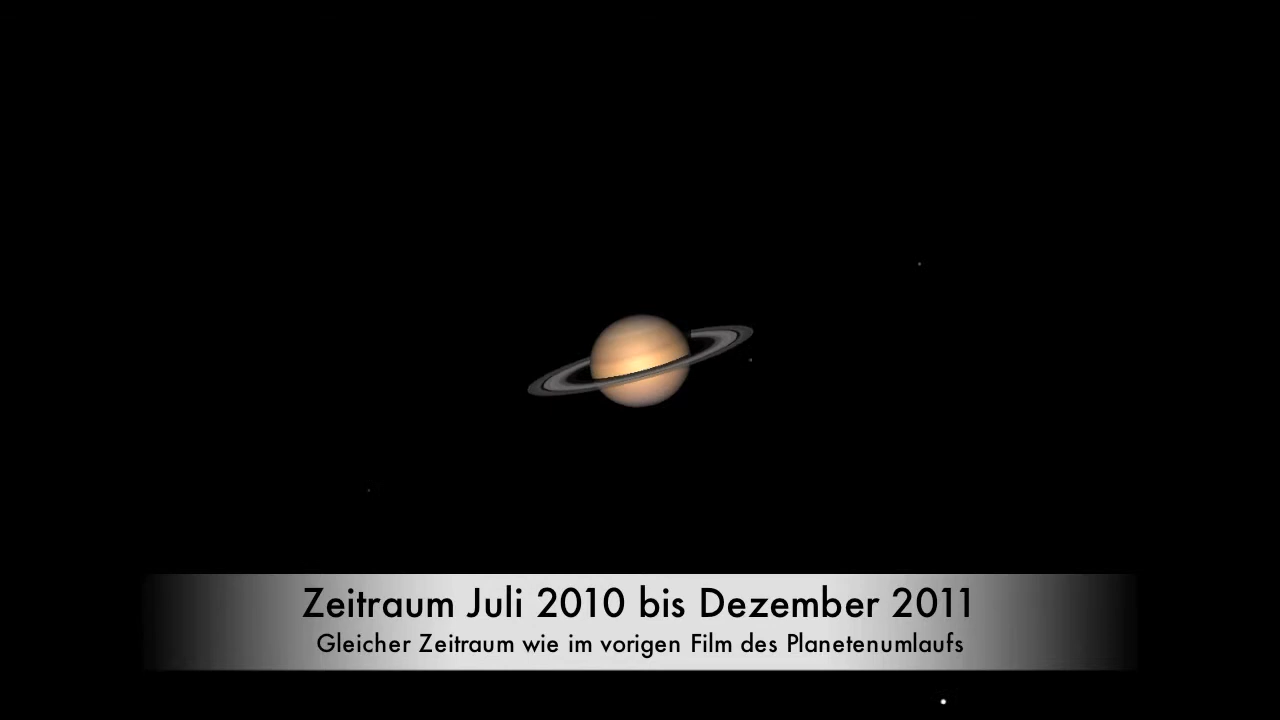 Zeitraum Juli 2010 bis Dezember 2011
Gleicher Zeitraum wie im vorigen Film des Planetenumlaufs